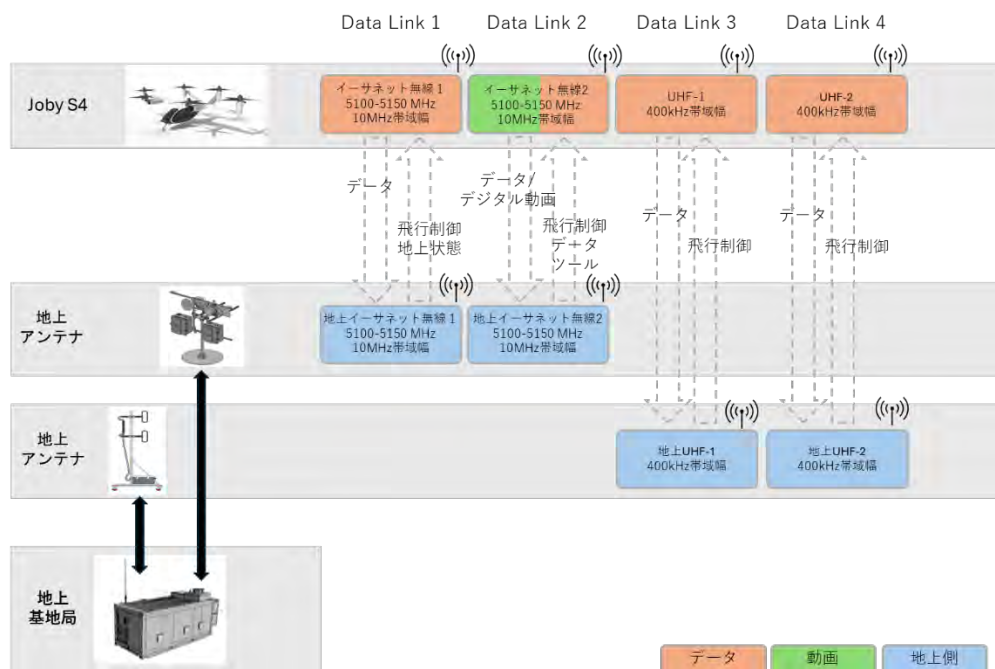 Data Link 1
Data Link 2
Data Link 3
Data Link 4
Joby S4
イーサネット無線1
5100-5150 MHz
10MHz帯域幅
イーサネット無線2
5100-5150 MHz
10MHz帯域幅
UHF-1
400kHz帯域幅
UHF-2
400kHz帯域幅
データ
飛行制御
地上状態
データ/
デジタル動画
飛行制御
データ
ツール
データ
飛行制御
データ
飛行制御
地上
アンテナ
地上イーサネット無線1
5100-5150 MHz
10MHz帯域幅
地上イーサネット無線2
5100-5150 MHz
10MHz帯域幅
地上
アンテナ
地上UHF-1
400kHz帯域幅
地上UHF-2
400kHz帯域幅
地上
基地局
データ
動画
地上側